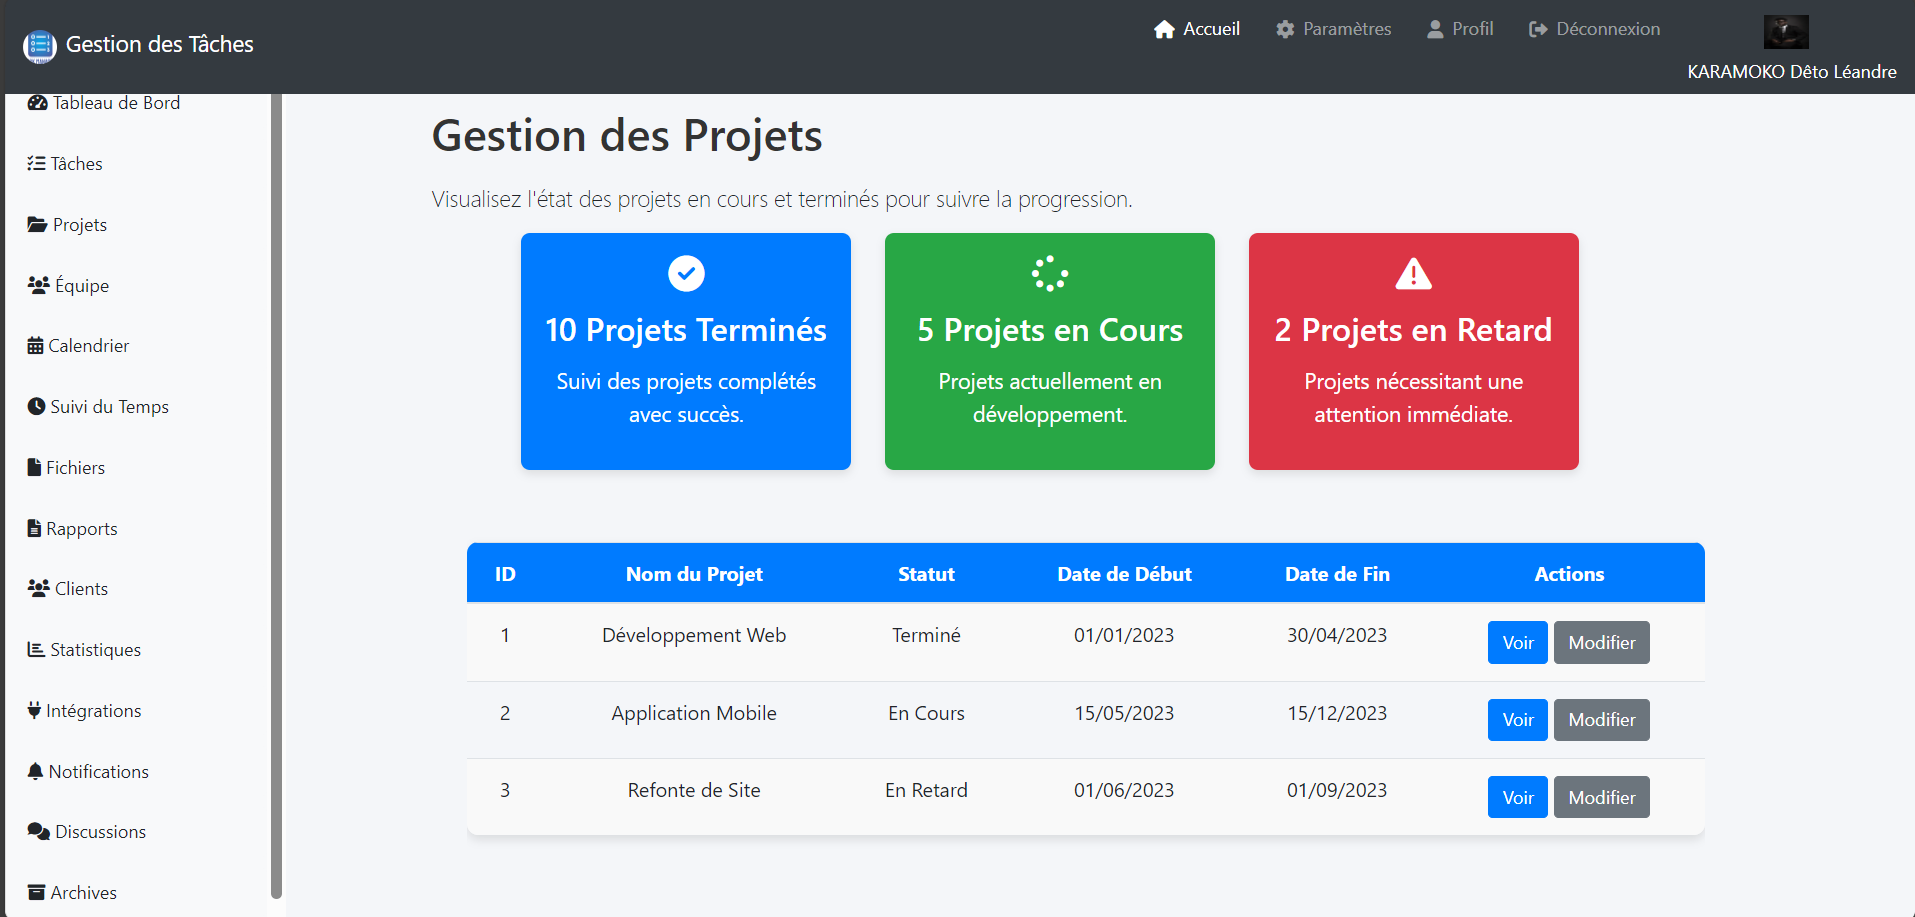 Gestion des Tâches
Accueil
Paramètres
Profil
Déconnexion
KARAMOKO Dêto Léandre
Tableau de Bord
Tâches
Projets
Équipe
Calendrier
Suivi du Temps
Fichiers
Rapports
Clients
Statistiques
Intégrations
Notifications
Discussions
Archives
Gestion des Projets
Visualisez l'état des projets en cours et terminés pour suivre la progression.
10 Projets Terminés
Suivi des projets complétés
avec succès.
5 Projets en Cours
Projets actuellement en
développement.
2 Projets en Retard
Projets nécessitant une
attention immédiate.
ID Nom du Projet Statut Date de Début Date de Fin Actions
1 Développement Web Terminé 01/01/2023 30/04/2023 Voir Modifier
2 Application Mobile En Cours 15/05/2023 15/12/2023 Voir Modifier
3 Refonte de Site En Retard 01/06/2023 01/09/2023 Voir Modifier